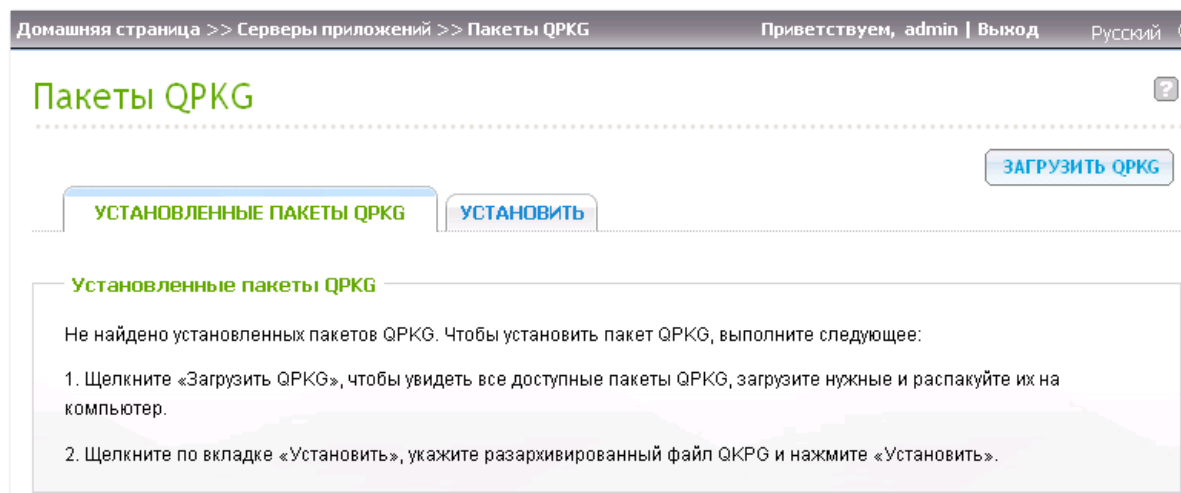 Домашняя страница >> Серверы приложений >> Пакеты QPKG Приветствуем, admin | Выход Русский
Пакеты QPKG
?
ЗАГРУЗИТЬ QPKG
УСТАНОВЛЕННЫЕ ПАКЕТЫ QPKG УСТАНОВИТЬ
Установленные пакеты QPKG
Не найдено установленных пакетов QPKG. Чтобы установить пакет QPKG, выполните следующее:
1. Щелкните «Загрузить QPKG», чтобы увидеть все доступные пакеты QPKG, загрузите нужные и распакуйте их на
компьютер.
2. Щелкните по вкладке «Установить», укажите разархивированный файл QKPG и нажмите «Установить».